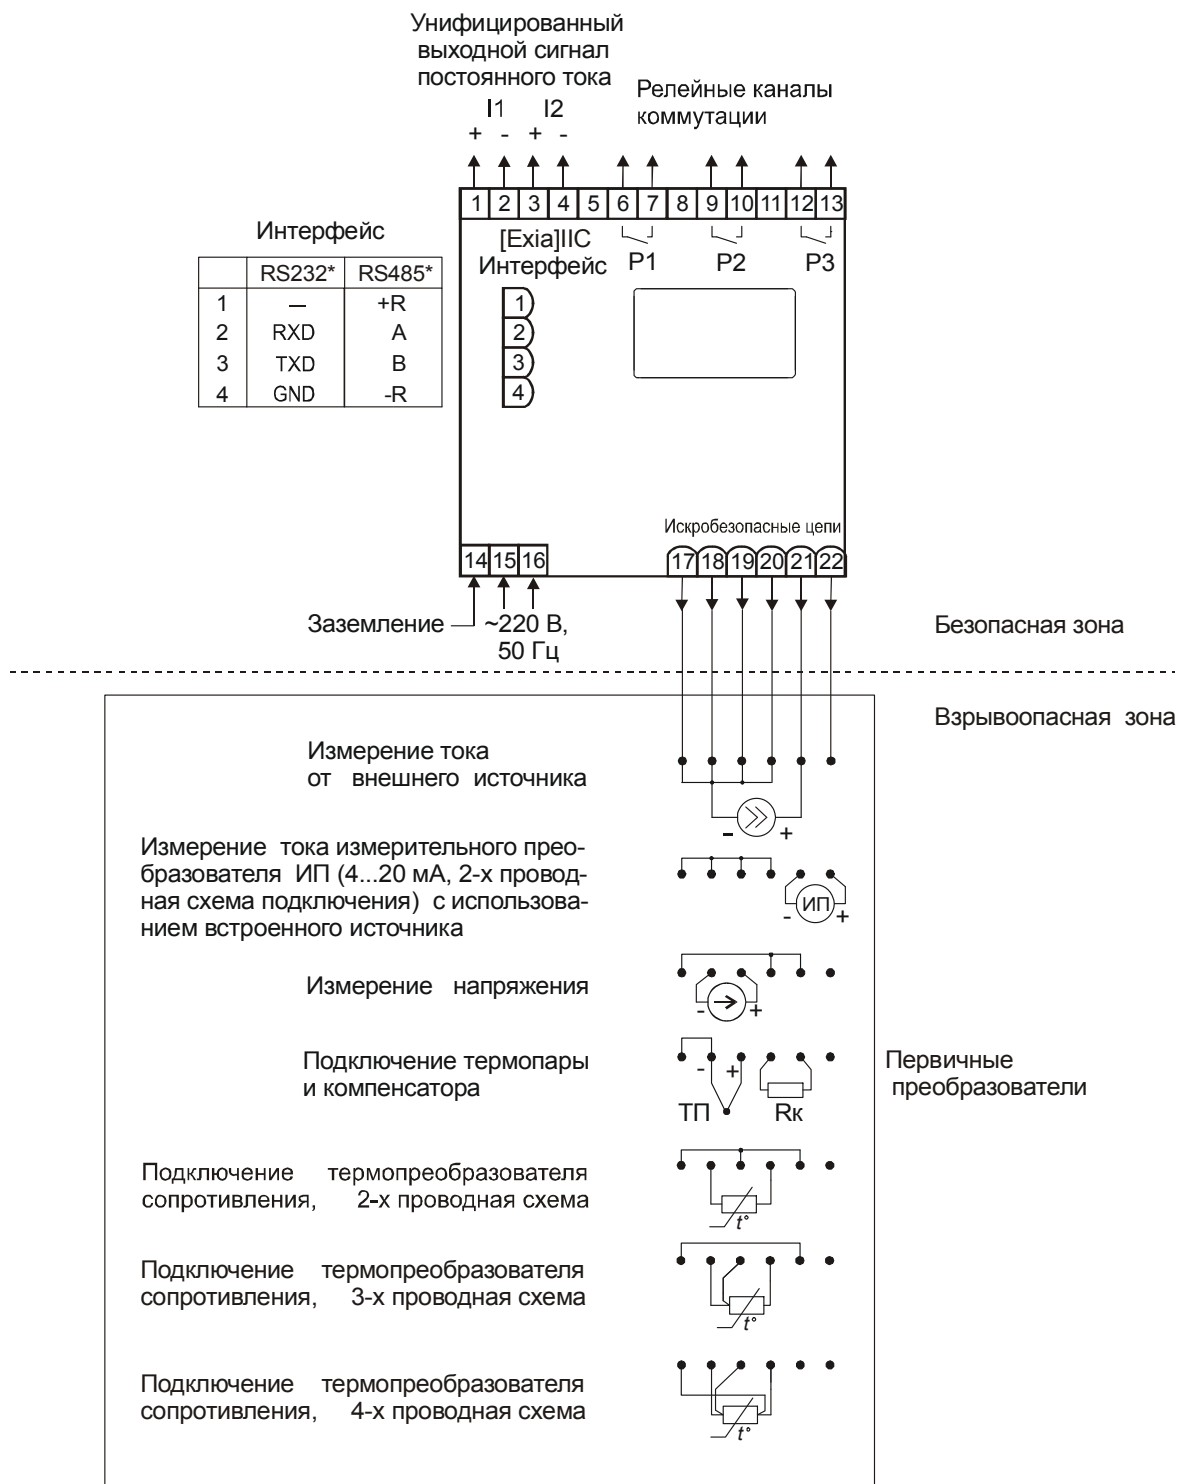 Унифицированный
выходной сигнал
постоянного тока
I1 I2
+ - + -
Релейные каналы
коммутации
1 2 3 4 5 6 7 8 9 10 11 12 13
[Exia]IIC
Интерфейс
P1 P2 P3
1
2
3
4
Интерфейс
RS232* RS485*
1 — +R
2 RXD A
3 TXD B
4 GND -R
Искробезопасные цепи
14 15 16
17 18 19 20 21 22
Заземление
~220 В,
50 Гц
Безопасная зона
Взрывоопасная зона
Измерение тока
от внешнего источника
- +
Измерение тока измерительного прео-
бразователя ИП (4...20 мА, 2-х провод-
ная схема подключения) с использова-
нием встроенного источника
- ИП +
Измерение напряжения
- +
Подключение термопары
и компенсатора
- +
ТП Rк
Первичные
преобразователи
Подключение термопреобразователя
сопротивления, 2-х проводная схема
t°
Подключение термопреобразователя
сопротивления, 3-х проводная схема
t°
Подключение термопреобразователя
сопротивления, 4-х проводная схема
t°